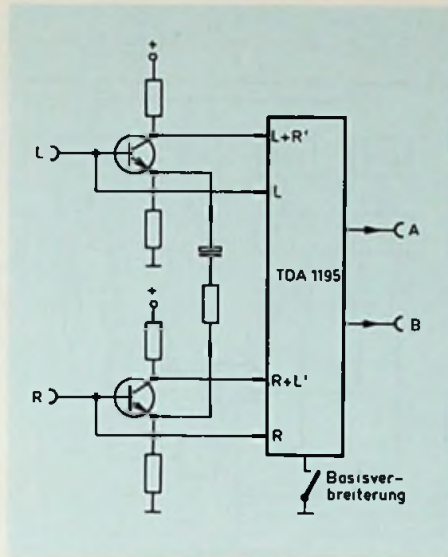 +
L
L+R'
L
TDA 1195
A
+
B
R
R+L'
R
Basisver-
breiterung